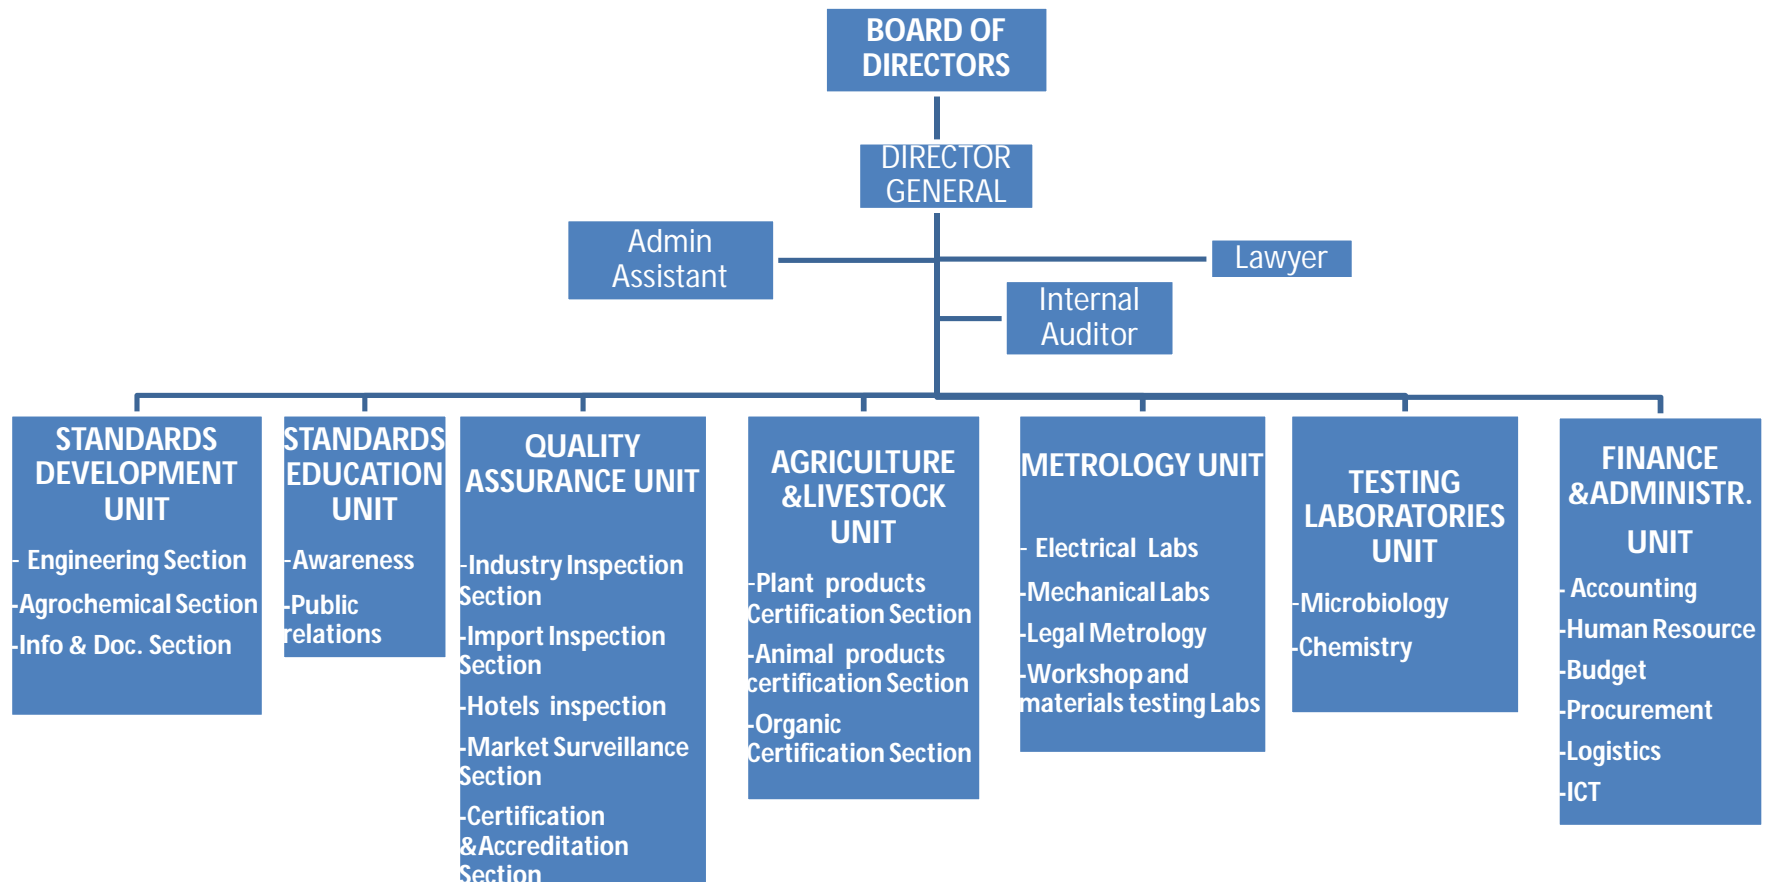 BOARD OF
DIRECTORS
DIRECTOR
GENERAL
Admin
Assistant
Lawyer
Internal
Auditor
STANDARDS
DEVELOPMENT
UNIT
- Engineering Section
-Agrochemical Section
-Info & Doc. Section
STANDARDS
EDUCATION
UNIT
-Awareness
-Public
relations
QUALITY
ASSURANCE UNIT
-Industry Inspection
Section
-Import Inspection
Section
-Hotels inspection
-Market Surveillance
Section
-Certification
&Accreditation
Section
AGRICULTURE
&LIVESTOCK
UNIT
-Plant products
Certification Section
-Animal products
certification Section
-Organic
Certification Section
METROLOGY UNIT
- Electrical Labs
-Mechanical Labs
-Legal Metrology
-Workshop and
materials testing Labs
TESTING
LABORATORIES
UNIT
-Microbiology
-Chemistry
FINANCE
&ADMINISTR.
UNIT
- Accounting
-Human Resource
-Budget
-Procurement
-Logistics
-ICT